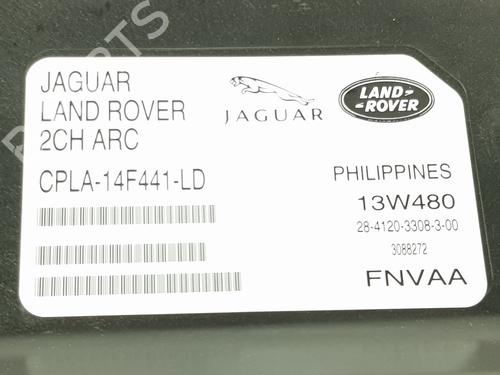 JAGUAR
LAND ROVER
2CH ARC
CPLA-14F441-LD
JAGUAR
LAND-
-ROVER
PHILIPPINES
13W480
28-4120-3308-3-00
3088272
FNVAA
PARTS